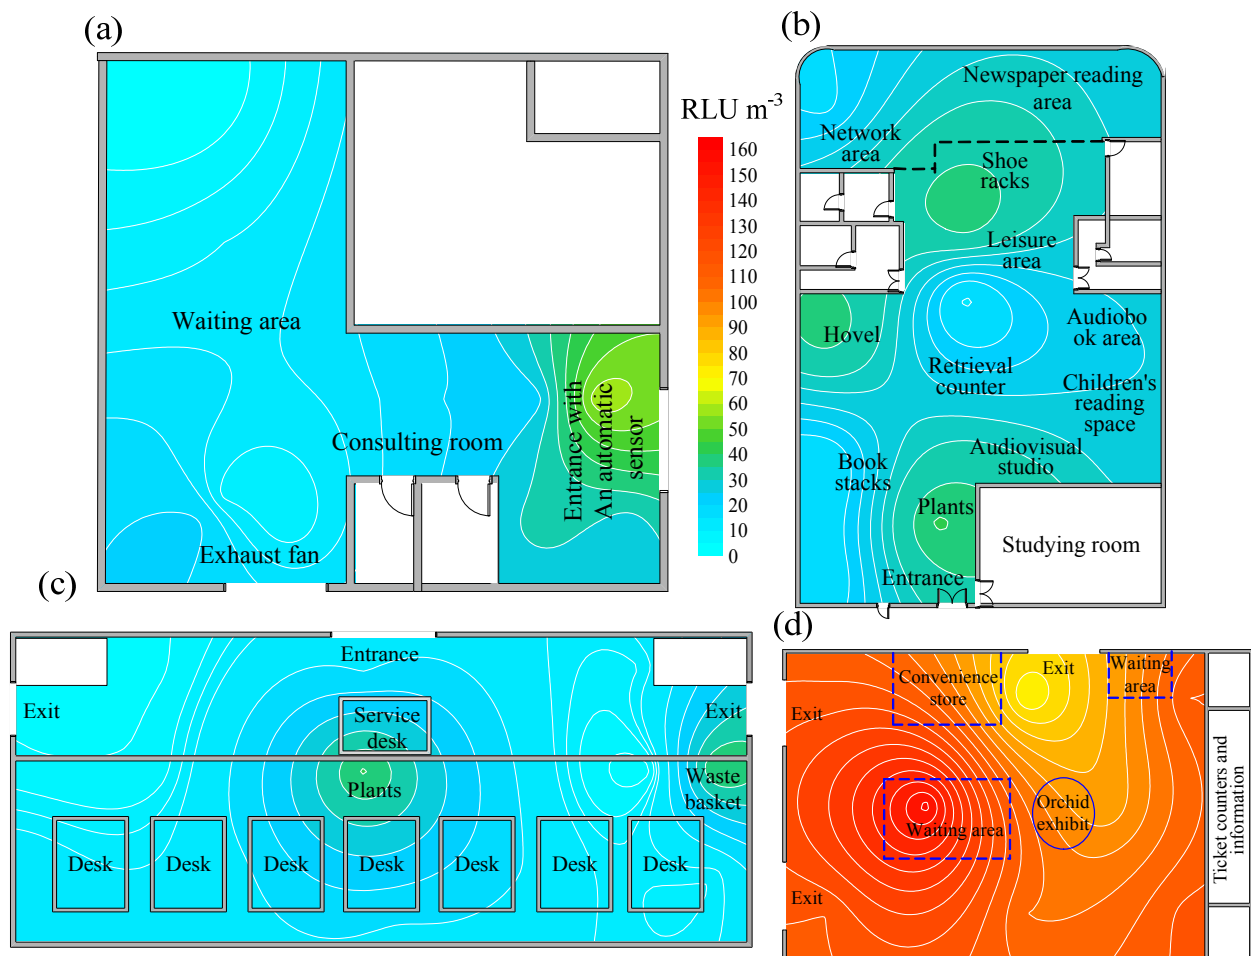 (a)
Waiting area
Consulting room
Exhaust fan
Entrance with
An automatic
sensor
RLU m-3
160
150
140
130
120
110
100
90
80
70
60
50
40
30
20
10
0
(b)
Newspaper reading
area
Network
area
Shoe
racks
Leisure
area
Hovel
Audiobo
ok area
Retrieval
counter
Children's
reading
space
Audiovisual
studio
Book
stacks
Plants
Studying room
Entrance
(c)
Entrance
Exit
Service
desk
Exit
Plants
Waste
basket
Desk
Desk
Desk
Desk
Desk
Desk
Desk
(d)
Convenience
store
Exit
Waiting
area
Exit
Waiting area
Orchid
exhibit
Exit
Ticket counters and
information